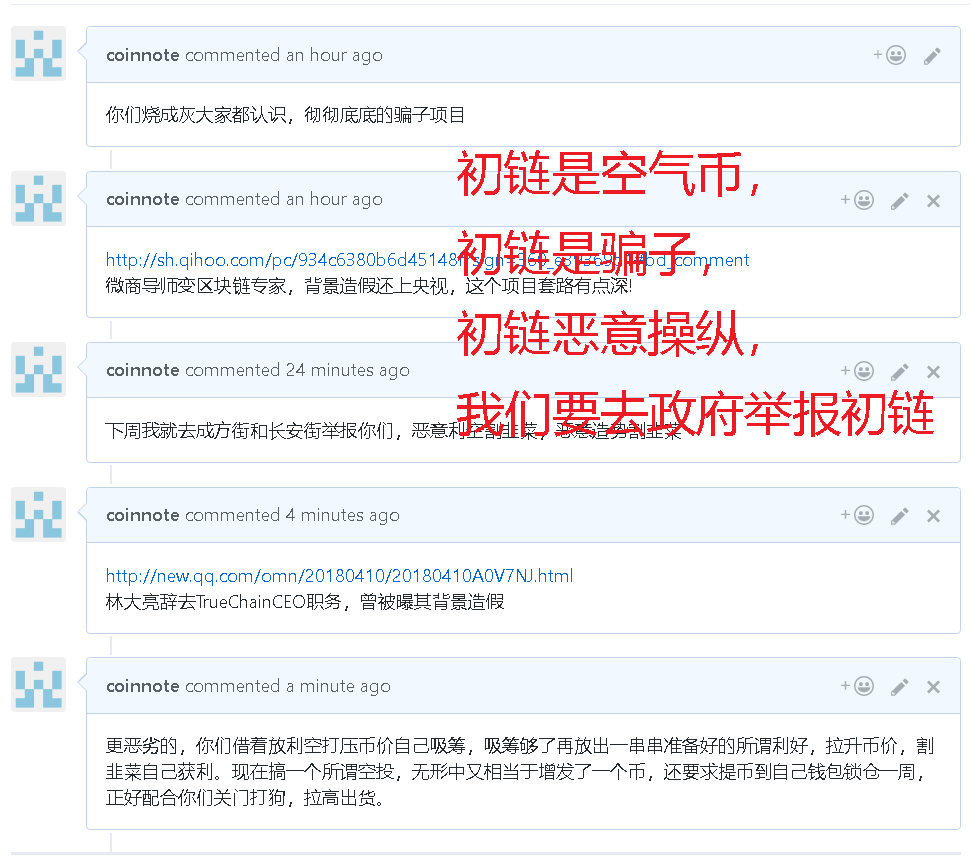 coinnote commented an hour ago
你们烧成灰大家都认识，彻彻底底的骗子项目
初链是空气币，
coinnote commented an hour ago
初链是骗子，
http://sh.qihoo.com/pc/934c6380b6d45148
微商导师变区块链专家，背景造假还上央视，这个项目套路有点深!
初链恶意操纵，
coinnote commented 24 minutes ago
我们要去政府举报初链
下周我就去成方街和长安街举报你们，恶意利空割韭菜，恶意造势割韭菜
coinnote commented 4 minutes ago
http://new.qq.com/omn/20180410/20180410A0V7NJ.html
林大亮辞去TrueChainCEO职务，曾被曝其背景造假
coinnote commented a minute ago
更恶劣的，你们借着放利空打压币价自己吸筹，吸筹够了再放出一串串准备好的所谓利好，拉升币价，割
韭菜自己获利。现在搞一个所谓空投，无形中又相当于增发了一个币，还要求提币到自己钱包锁仓一周，
正好配合你们关门打狗，拉高出货。